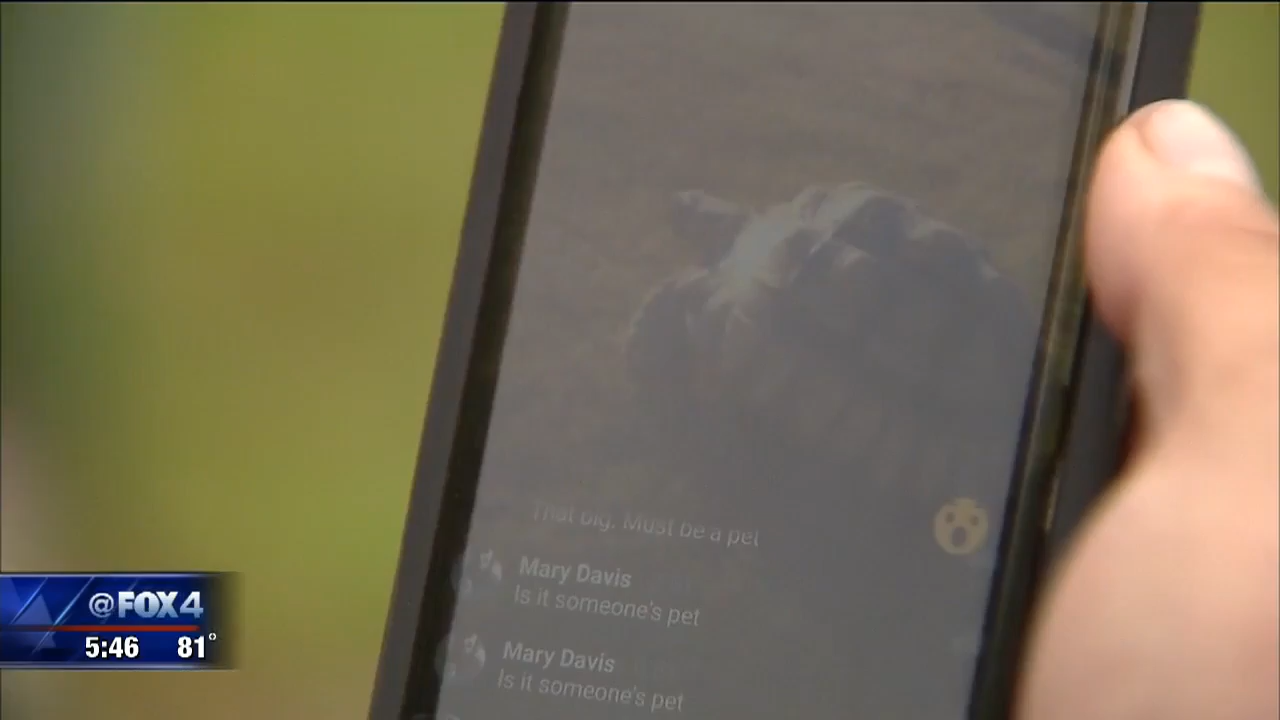 That big. Must be a pet
Mary Davis
Is it someone's pet
Mary Davis
Is it someone's pet
@FOX4
5:46 81°